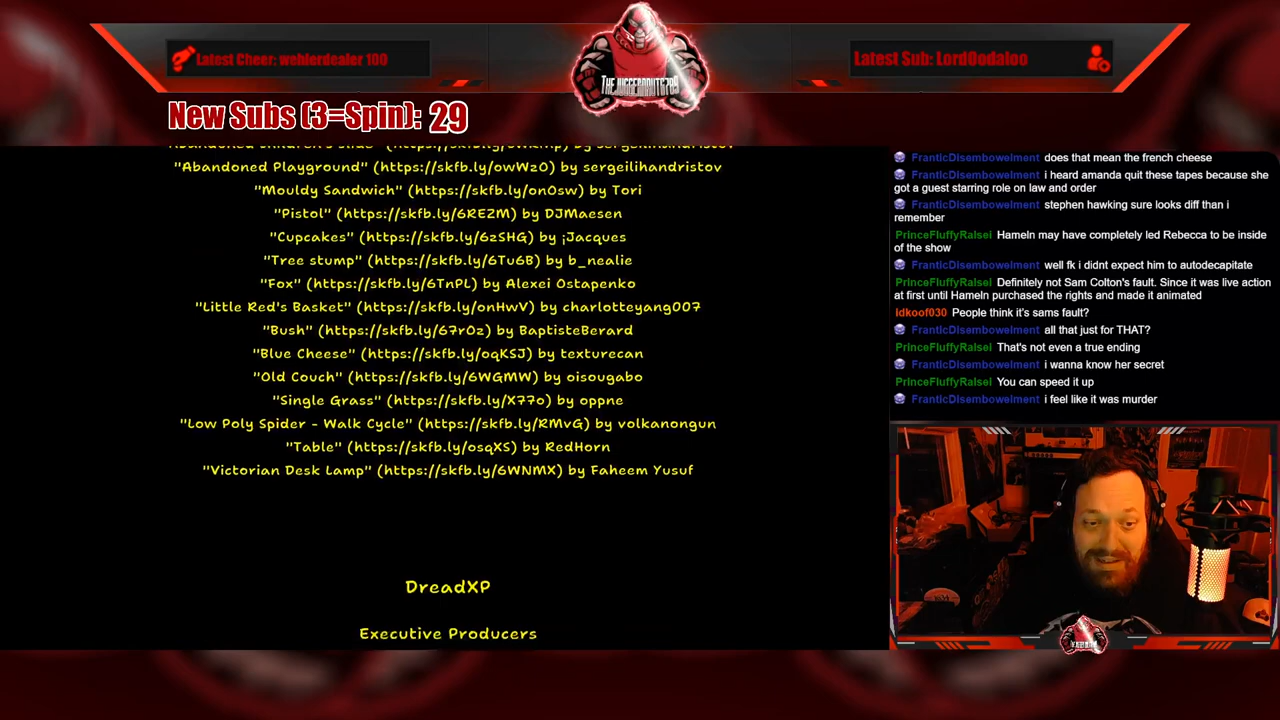 Latest Cheer: wehlerdealer 100
THEJUGGERNAUT6789
Latest Sub: LordOodaloo
New Subs (3=Spin): 29
"Abandoned Playground" (https://skfb.ly/owWzO) by sergeilihandristov
"Mouldy Sandwich" (https://skfb.ly/onOsw) by Tori
"Pistol" (https://skfb.ly/6REZM) by DJMaesen
"Cupcakes" (https://skfb.ly/6zSHG) by ¡Jacques
"Tree stump" (https://skfb.ly/6Tu6B) by b_nealie
"Fox" (https://skfb.ly/6TnPL) by Alexei Ostapenko
"Little Red's Basket" (https://skfb.ly/onHwV) by charlotteyang007
"Bush" (https://skfb.ly/67rOz) by BaptisteBerard
"Blue Cheese" (https://skfb.ly/oqKSJ) by texturecan
"Old Couch" (https://skfb.ly/6WGMW) by oisougabo
"Single Grass" (https://skfb.ly/X77o) by oppne
"Low Poly Spider - Walk Cycle" (https://skfb.ly/RMvG) by volkanongun
"Table" (https://skfb.ly/osqXS) by RedHorn
"Victorian Desk Lamp" (https://skfb.ly/6WNMX) by Faheem Yusuf
DreadXP
Executive Producers
FranticDIsembowelment does that mean the french cheese
FranticDIsembowelment i heard amanda quit these tapes because she
got a guest starring role on law and order
FranticDIsembowelment stephen hawking sure looks diff than i
remember
PrinceFluffyRalsei Hameln may have completely led Rebecca to be inside
of the show
FranticDIsembowelment well fk i didnt expect him to autodecapitate
PrinceFluffyRalsei Definitely not Sam Colton's fault. Since it was live action
at first until Hameln purchased the rights and made it animated
idkoof030 People think it's sams fault?
FranticDIsembowelment all that just for THAT?
PrinceFluffyRalsei That's not even a true ending
FranticDIsembowelment i wanna know her secret
PrinceFluffyRalsei You can speed it up
FranticDIsembowelment i feel like it was murder